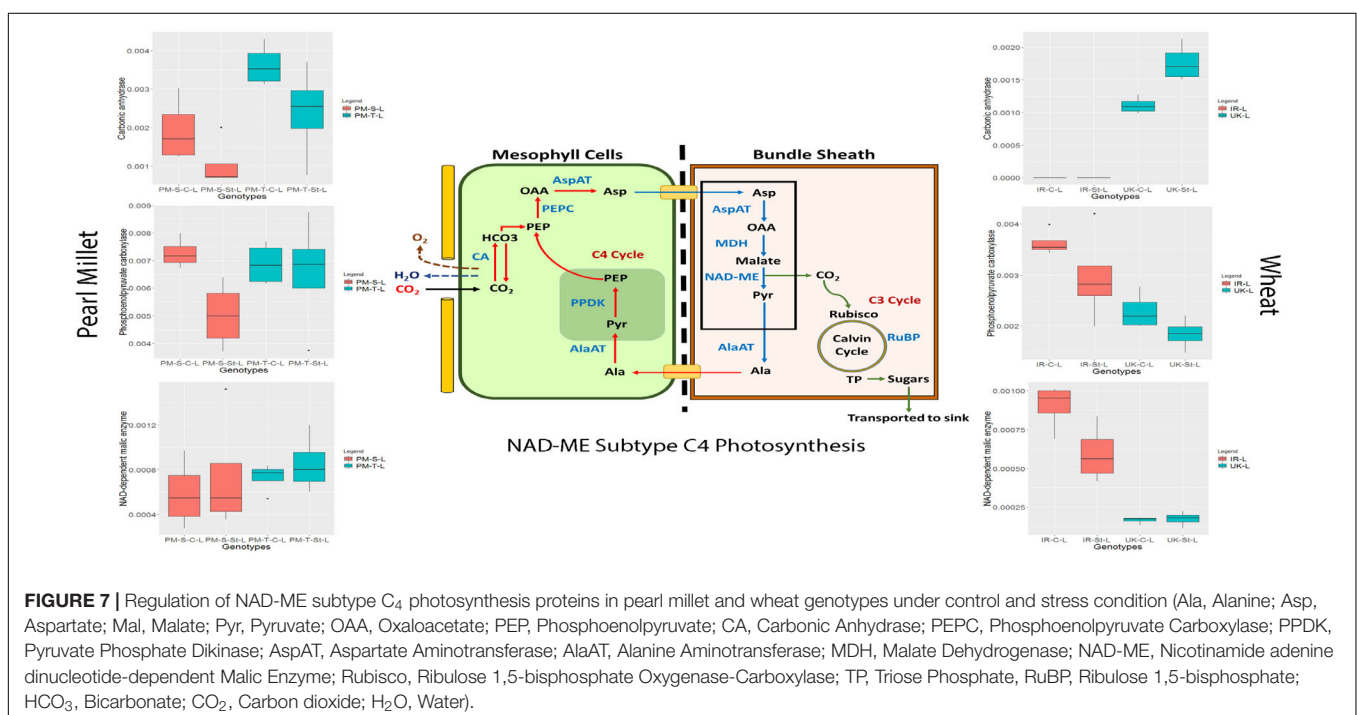 Pearl Millet
Carbonic anhydrase
0.004
0.003
0.002
0.001
PM-S-C-L PM-S-St-L PM-T-C-L PM-T-St-L
Genotypes
Legend
PM-S-L
PM-T-L
Phosphoenolpyruvate carboxylase
0.009
0.008
0.007
0.006
0.005
0.004
PM-S-C-L PM-S-St-L PM-T-C-L PM-T-St-L
Genotypes
Legend
PM-S-L
PM-T-L
NAD-dependent malic enzyme
0.0012
0.0008
0.0004
PM-S-C-L PM-S-St-L PM-T-C-L PM-T-St-L
Genotypes
Legend
PM-S-L
PM-T-L
Mesophyll Cells
OAA
AspAT
Asp
PEPC
HCO3
PEP
O2
CA
H2O
CO2
CO2
C4 Cycle
PEP
PPDK
Pyr
AlaAT
Ala
Bundle Sheath
Asp
AspAT
OAA
MDH
Malate
NAD-ME
CO2
Pyr
C3 Cycle
Rubisco
Calvin
Cycle
RuBP
AlaAT
Ala
TP
Sugars
Transported to sink
NAD-ME Subtype C4 Photosynthesis
Wheat
Carbonic anhydrase
0.0020
0.0015
0.0010
0.0005
0.0000
IR-C-L IR-St-L UK-C-L UK-St-L
Genotypes
Legend
IR-L
UK-L
Phosphoenolpyruvate carboxylase
0.004
0.003
0.002
IR-C-L IR-St-L UK-C-L UK-St-L
Genotypes
Legend
IR-L
UK-L
NAD-dependent malic enzyme
0.00100
0.00075
0.00050
0.00025
IR-C-L IR-St-L UK-C-L UK-St-L
Genotypes
Legend
IR-L
UK-L
FIGURE 7 | Regulation of NAD-ME subtype C4 photosynthesis proteins in pearl millet and wheat genotypes under control and stress condition (Ala, Alanine; Asp,
Aspartate; Mal, Malate; Pyr, Pyruvate; OAA, Oxaloacetate; PEP, Phosphoenolpyruvate; CA, Carbonic Anhydrase; PEPC, Phosphoenolpyruvate Carboxylase; PPDK,
Pyruvate Phosphate Dikinase; AspAT, Aspartate Aminotransferase; AlaAT, Alanine Aminotransferase; MDH, Malate Dehydrogenase; NAD-ME, Nicotinamide adenine
dinucleotide-dependent Malic Enzyme; Rubisco, Ribulose 1,5-bisphosphate Oxygenase-Carboxylase; TP, Triose Phosphate, RuBP, Ribulose 1,5-bisphosphate;
HCO3, Bicarbonate; CO2, Carbon dioxide; H2O, Water).